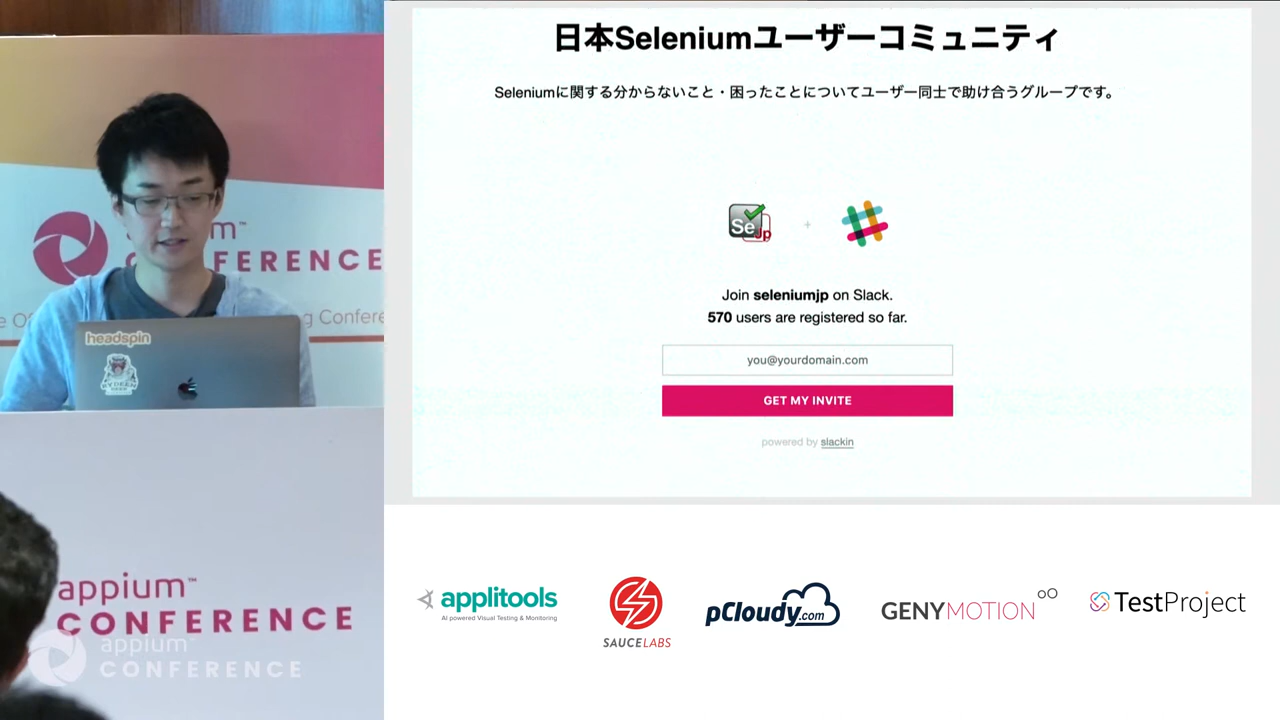 日本Seleniumユーザーコミュニティ
Seleniumに関する分からないこと・困ったことについてユーザー同士で助け合うグループです。
Se
Jp
+
Join seleniumjp on Slack.
570 users are registered so far.
you@yourdomain.com
GET MY INVITE
powered by slackin
applitools
AI powered Visual Testing & Monitoring
SAUCELABS
pCloudy.com
GENYMOTION
TestProject
headspin
appium™
CONFERENCE
appium
CONFERENCE